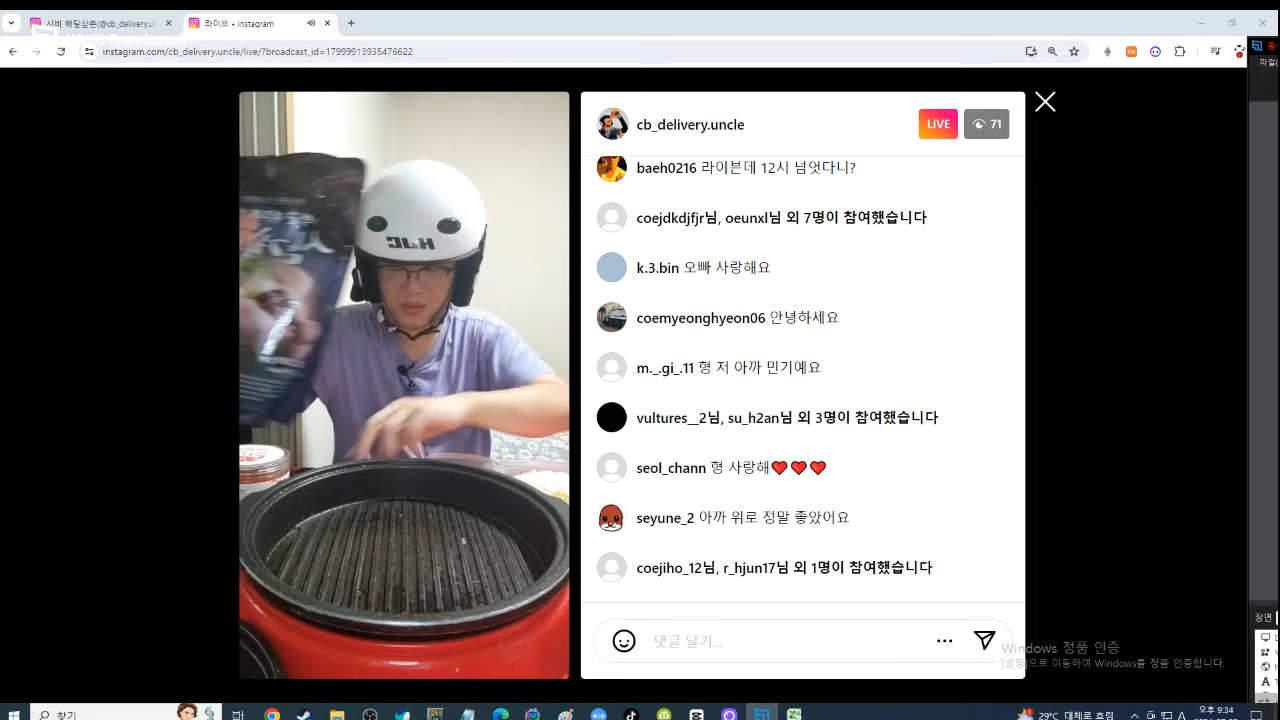 시비 배달삼촌(@cb_delivery.un
라이브 • Instagram
instagram.com/cb_delivery.uncle/live/?broadcast_id=17999913935476622
파일(
cb_delivery.uncle
LIVE
71
baeh0216 라이븐데 12시 넘엇다니?
coejdkdjfjr님, oeunxl님 외 7명이 참여했습니다
k.3.bin 오빠 사랑해요
coemyeonghyeon06 안녕하세요
m._.gi_.11 형 저 아까 민기예요
vultures__2님, su_h2an님 외 3명이 참여했습니다
seol_chann 형 사랑해❤️❤️❤️
seyune_2 아까 위로 정말 좋았어요
coejiho_12님, r_hjun17님 외 1명이 참여했습니다
댓글 달기...
Windows 정품 인증
[설정]으로 이동하여 Windows를 정품 인증합니다.
장면
찾기
29°C 대체로 흐림
오후 9:34